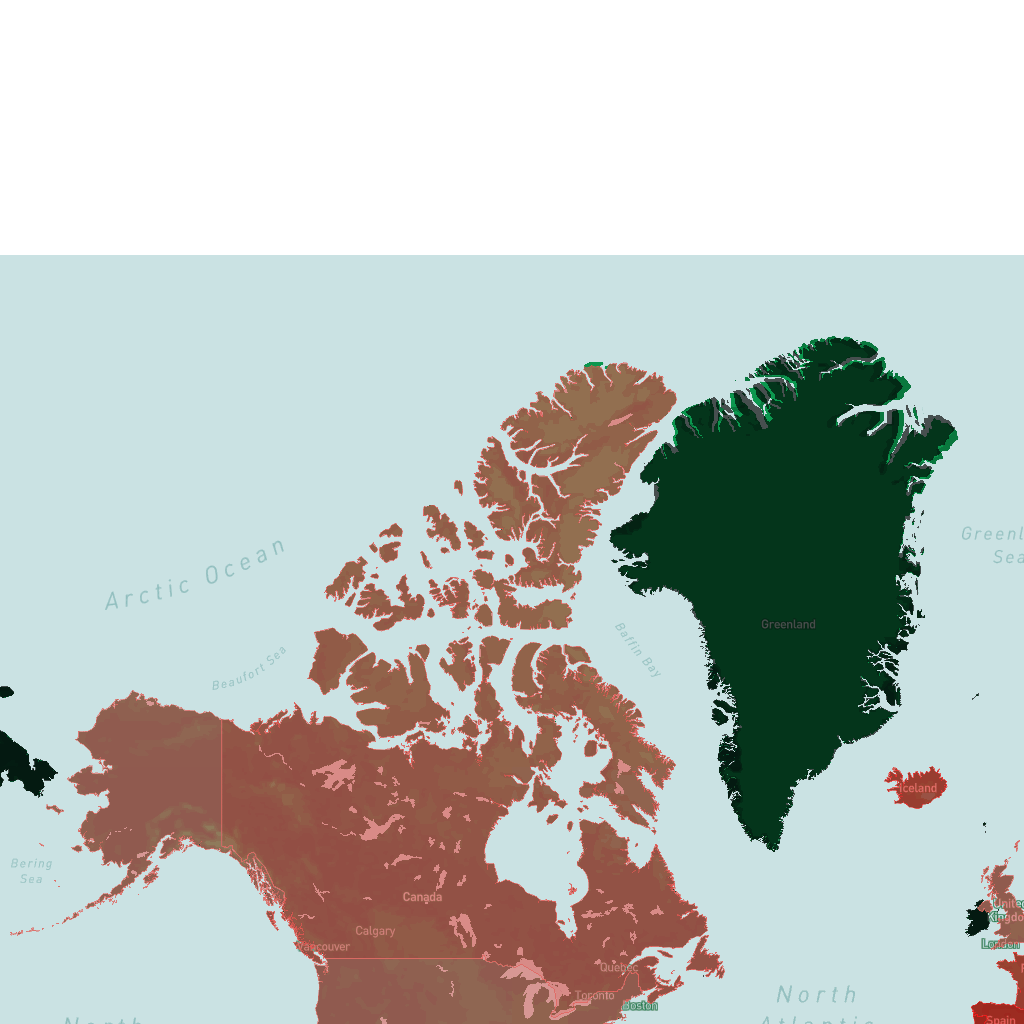 Arctic Ocean
Greenl
Sea
Greenland
Baffin Bay
Beaufort Sea
Iceland
Bering
Sea
Canada
United
Kingdo
Calgary
Vancouver
London
Quebec
Toronto
Boston
North
Atlantic
Spain
North